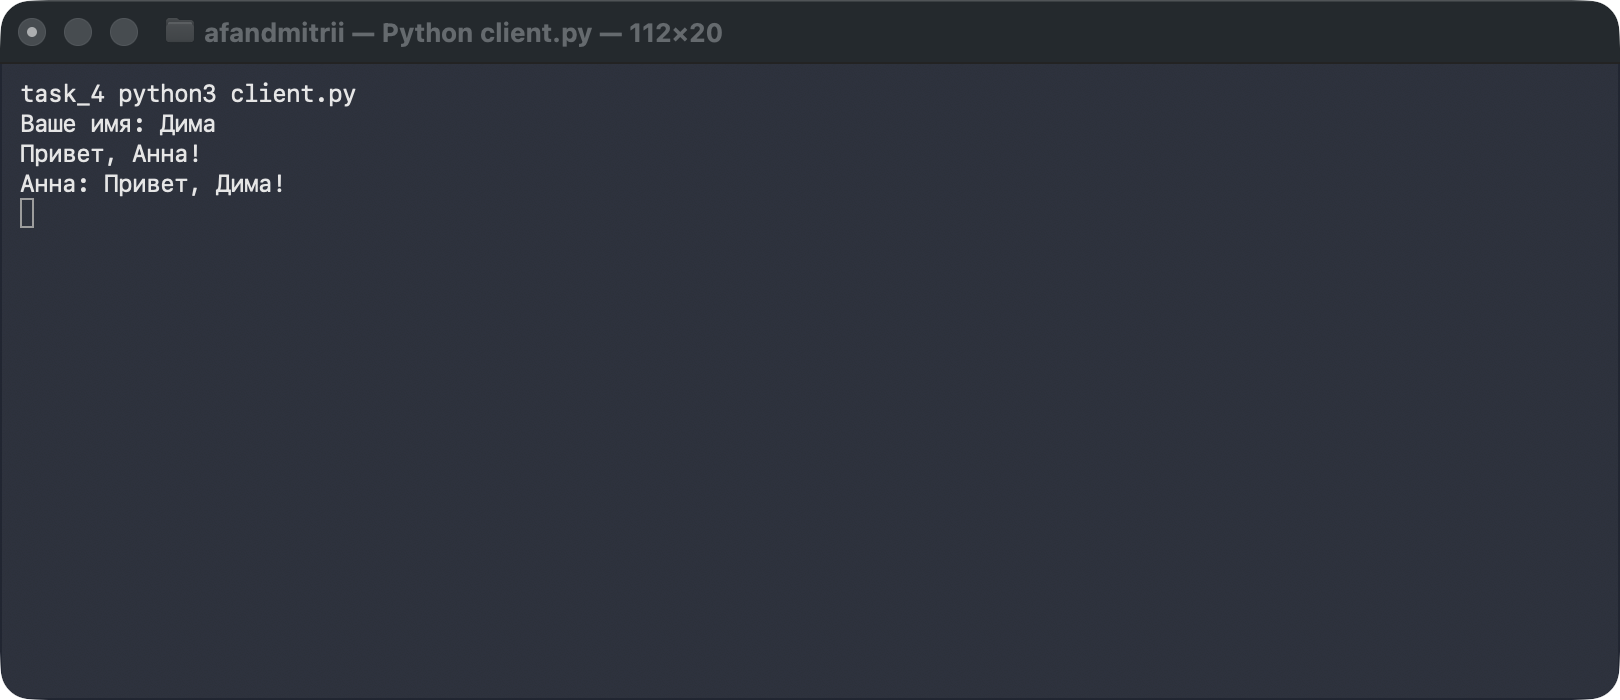 afandmitrii — Python client.py — 112×20
task_4 python3 client.py
Ваше имя: Дима
Привет, Анна!
Анна: Привет, Дима!